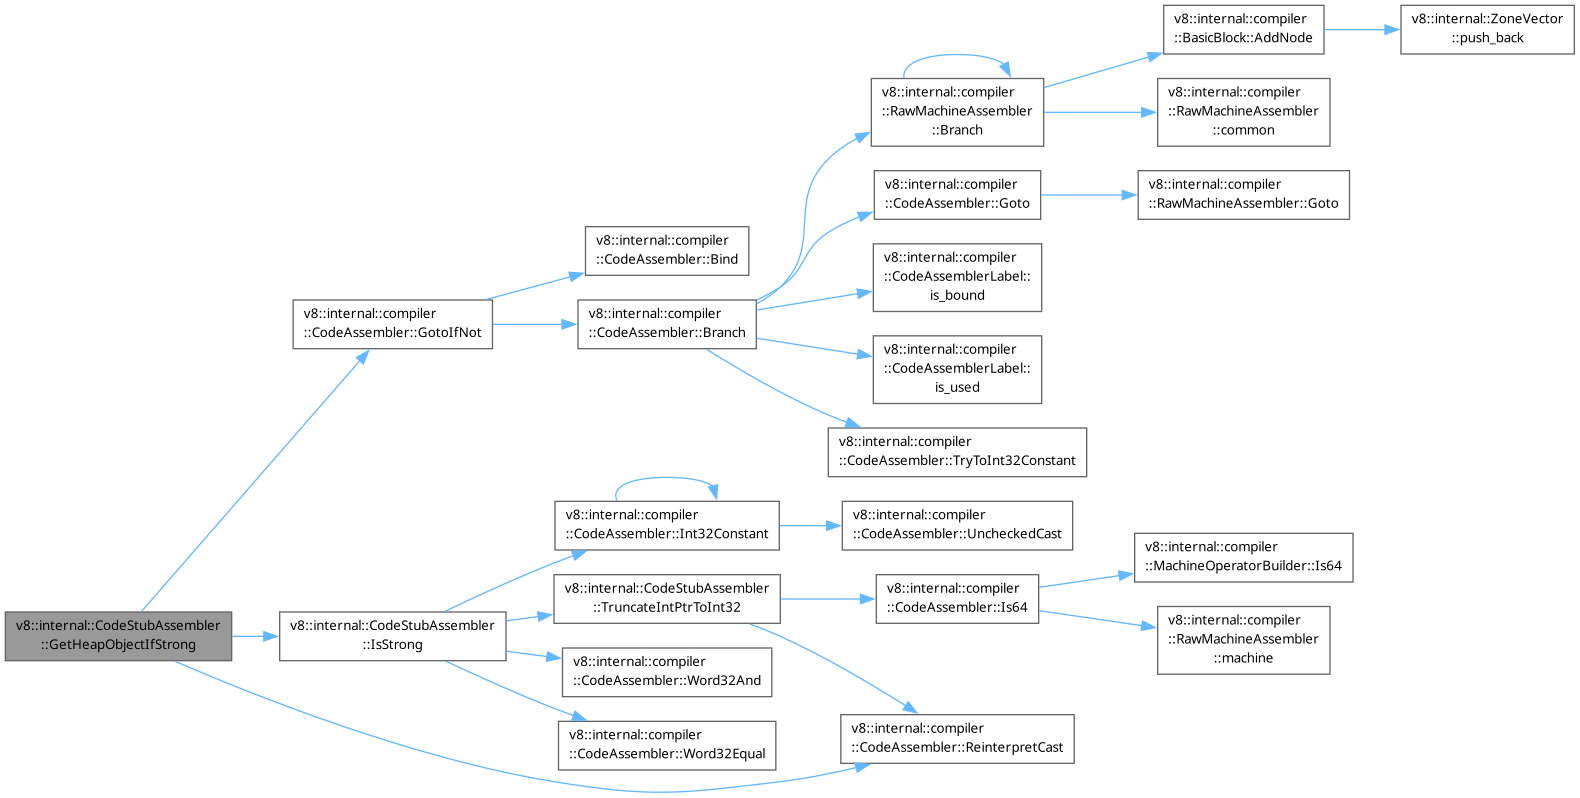 v8::internal::CodeStubAssembler
::GetHeapObjectIfStrong
v8::internal::compiler
::CodeAssembler::GotoIfNot
v8::internal::compiler
::CodeAssembler::Bind
v8::internal::compiler
::CodeAssembler::Branch
v8::internal::compiler
::RawMachineAssembler
::Branch
v8::internal::compiler
::BasicBlock::AddNode
v8::internal::ZoneVector
::push_back
v8::internal::compiler
::RawMachineAssembler
::common
v8::internal::compiler
::CodeAssembler::Goto
v8::internal::compiler
::RawMachineAssembler::Goto
v8::internal::compiler
::CodeAssemblerLabel::
is_bound
v8::internal::compiler
::CodeAssemblerLabel::
is_used
v8::internal::compiler
::CodeAssembler::TryToInt32Constant
v8::internal::CodeStubAssembler
::IsStrong
v8::internal::compiler
::CodeAssembler::Int32Constant
v8::internal::compiler
::CodeAssembler::UncheckedCast
v8::internal::CodeStubAssembler
::TruncateIntPtrToInt32
v8::internal::compiler
::CodeAssembler::Is64
v8::internal::compiler
::MachineOperatorBuilder::Is64
v8::internal::compiler
::RawMachineAssembler
::machine
v8::internal::compiler
::CodeAssembler::Word32And
v8::internal::compiler
::CodeAssembler::Word32Equal
v8::internal::compiler
::CodeAssembler::ReinterpretCast